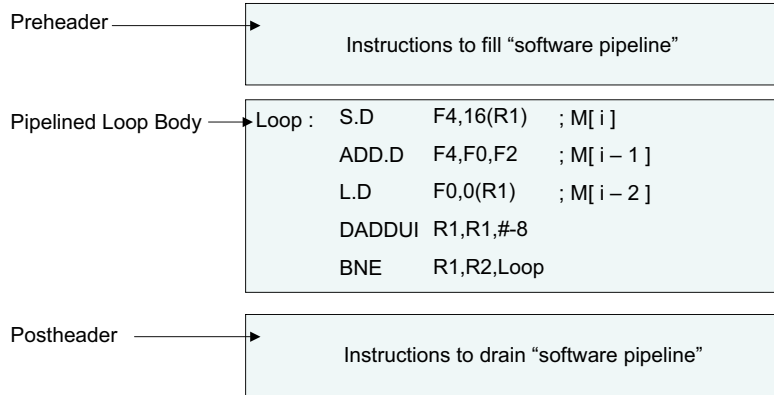 Preheader
Instructions to fill “software pipeline”
Pipelined Loop Body
Loop : S.D F4,16(R1) ; M[ i ]
ADD.D F4,F0,F2 ; M[ i – 1 ]
L.D F0,0(R1) ; M[ i – 2 ]
DADDUI R1,R1,#-8
BNE R1,R2,Loop
Postheader
Instructions to drain “software pipeline”